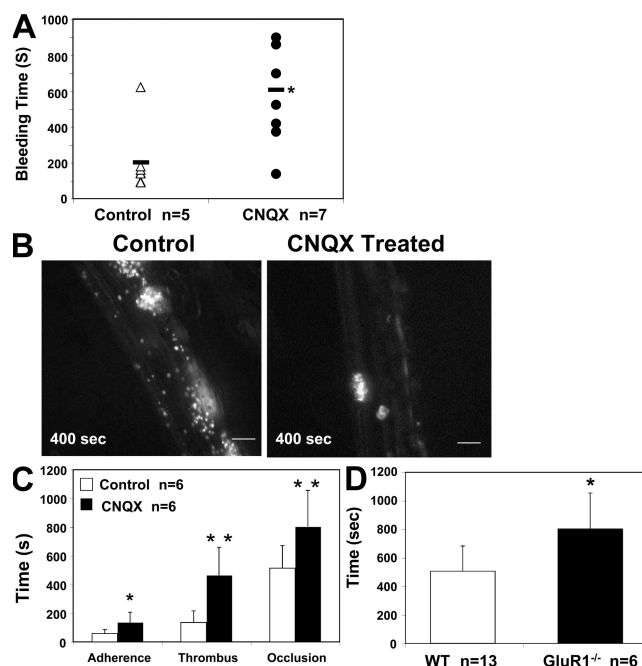 A
1000
800
600
400
200
0
Bleeding Time (S)
*
Control n=5
CNQX n=7
B
Control
CNQX Treated
400 sec
400 sec
C
1200
1000
800
600
400
200
0
Time (s)
Control n=6
CNQX n=6
*
* *
* *
Adherence
Thrombus
Occlusion
D
1200
1000
800
600
400
200
0
Time (sec)
*
WT n=13
GluR1-/- n=6